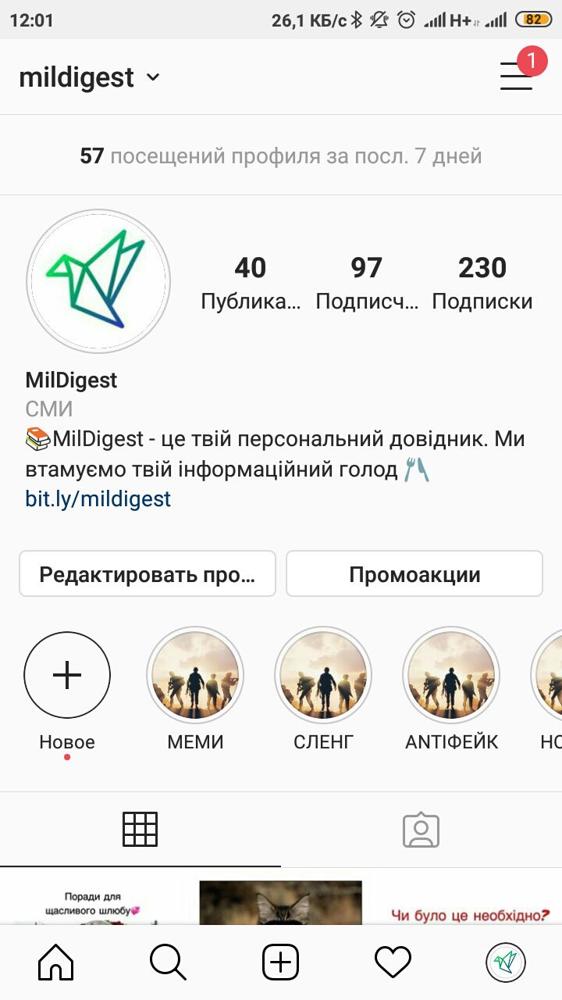 12:01
26,1 КБ/с H+ 82
mildigest
1
57 посещений профиля за посл. 7 дней
40 97 230
Публика... Подписч... Подписки
MilDigest
СМИ
📚MilDigest - це твій персональний довідник. Ми
втамуємо твій інформаційний голод 🍴
bit.ly/mildigest
Редактировать про...
Промоакции
Новое МЕМИ СЛЕНГ АNТІФЕЙК НО
Поради для
щасливого шлюбу💞
Чи було це необхідно?